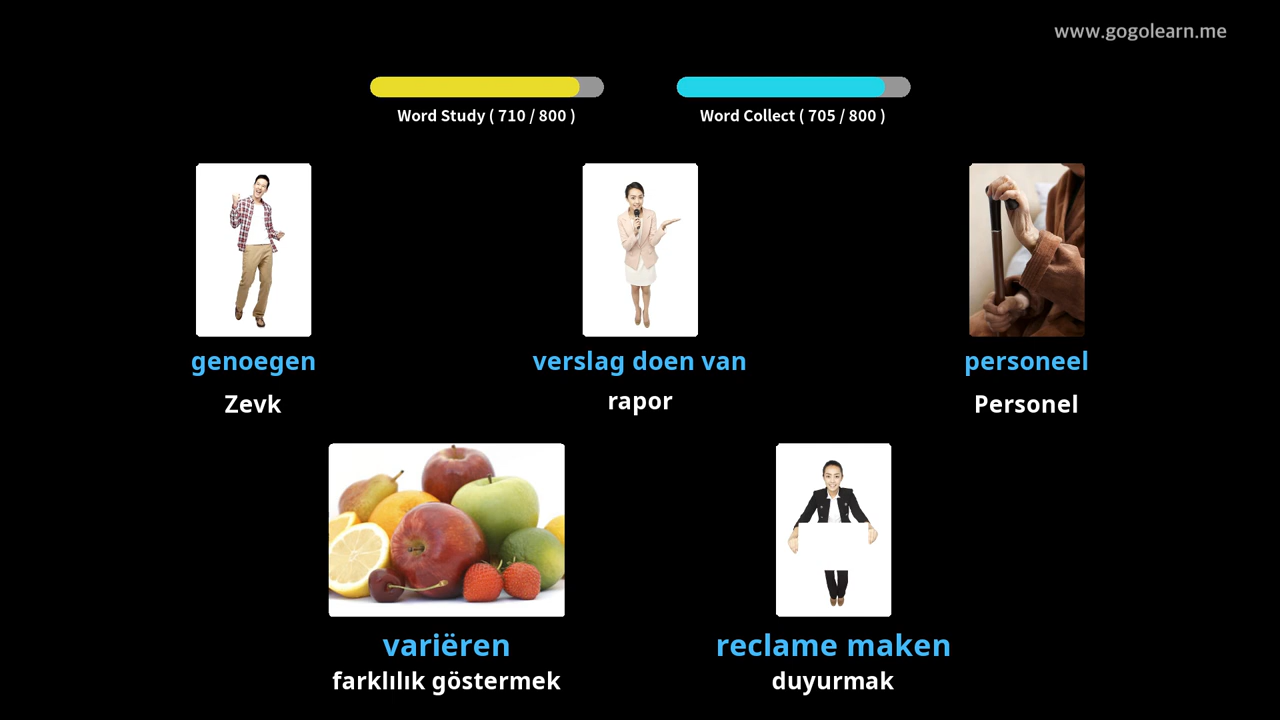 www.gogolearn.me
Word Study ( 710 / 800 )
Word Collect ( 705 / 800 )
genoegen
Zevk
verslag doen van
rapor
personeel
Personel
variëren
farklılık göstermek
reclame maken
duyurmak